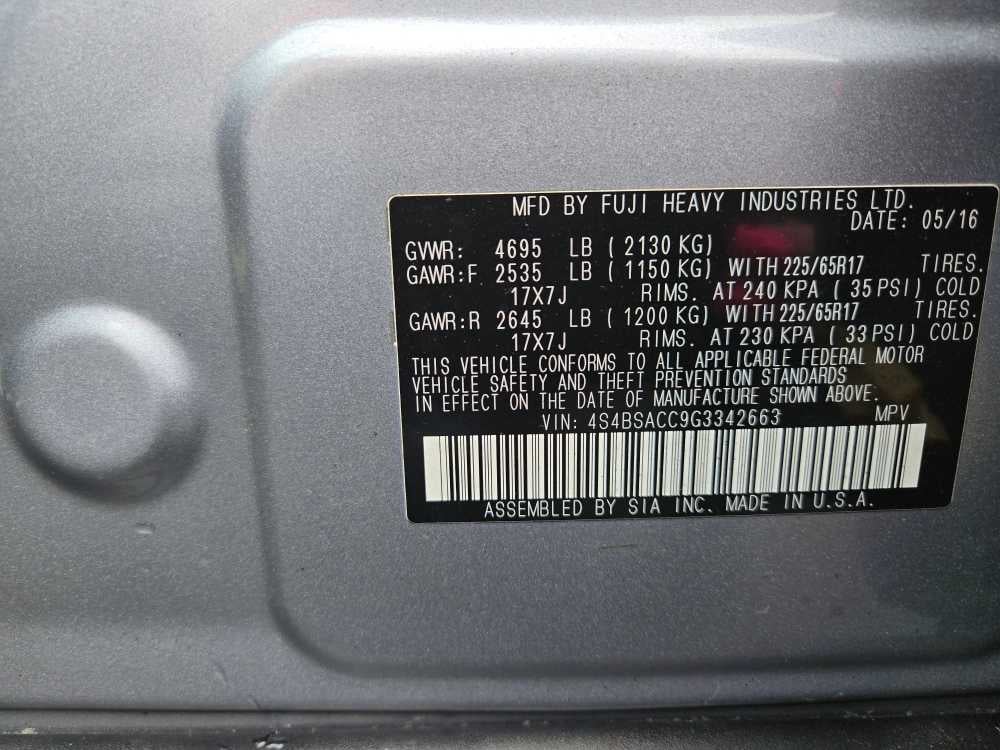 MFD BY FUJI HEAVY INDUSTRIES LTD.
DATE: 05/16
GVWR: 4695 LB ( 2130 KG)
GAWR:F 2535 LB ( 1150 KG) WITH 225/65R17 TIRES.
17X7J RIMS. AT 240 KPA ( 35 PSI) COLD
GAWR:R 2645 LB ( 1200 KG) WITH 225/65R17 TIRES.
17X7J RIMS. AT 230 KPA ( 33 PSI) COLD
THIS VEHICLE CONFORMS TO ALL APPLICABLE FEDERAL MOTOR
VEHICLE SAFETY AND THEFT PREVENTION STANDARDS
IN EFFECT ON THE DATE OF MANUFACTURE SHOWN ABOVE.
VIN: 4S4BSACC9G3342663 MPV
ASSEMBLED BY SIA INC. MADE IN U.S.A.